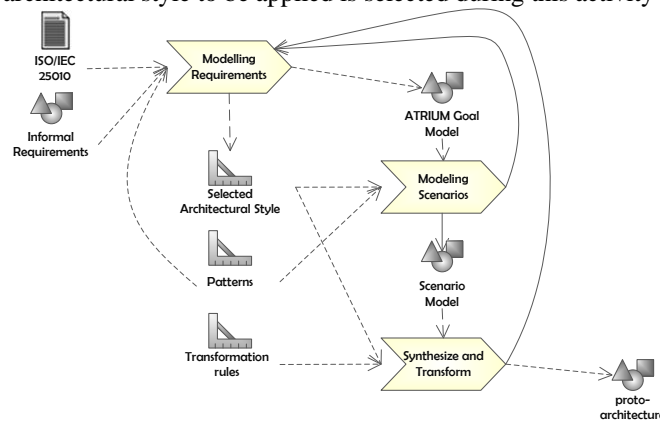 architectural style to be applied is selected during this activity
ISO/IEC
25010
Modelling
Requirements
Informal
Requirements
ATRIUM Goal
Model
Selected
Architectural Style
Modeling
Scenarios
Patterns
Scenario
Model
Transformation
rules
Synthesize and
Transform
proto-
architecture